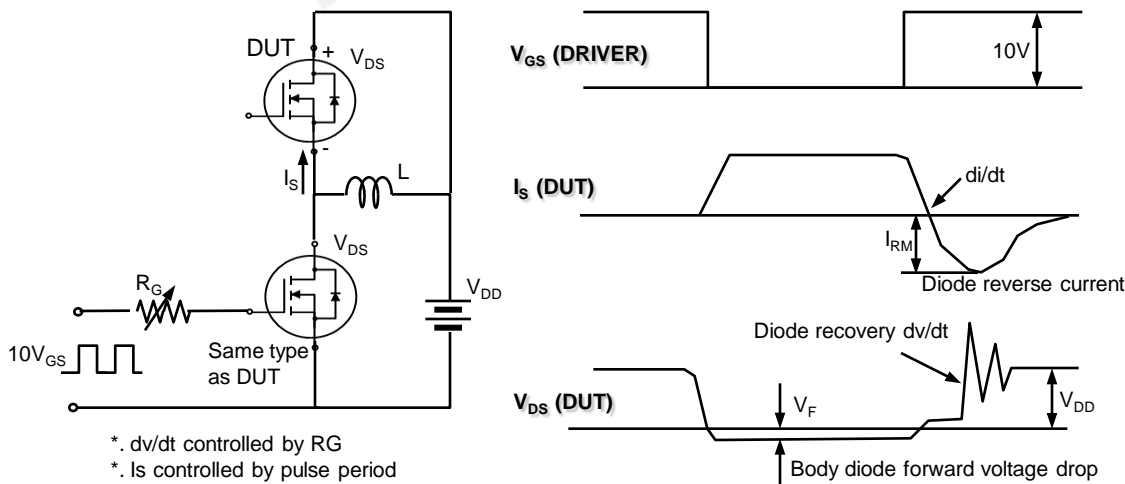 DUT
+
V_DS
-
I_S
L
V_DS
R_G
V_DD
10V_GS
Same type
as DUT
*. dv/dt controlled by RG
*. Is controlled by pulse period
V_GS (DRIVER)
10V
I_S (DUT)
di/dt
I_RM
Diode reverse current
Diode recovery dv/dt
V_DS (DUT)
V_F
V_DD
Body diode forward voltage drop